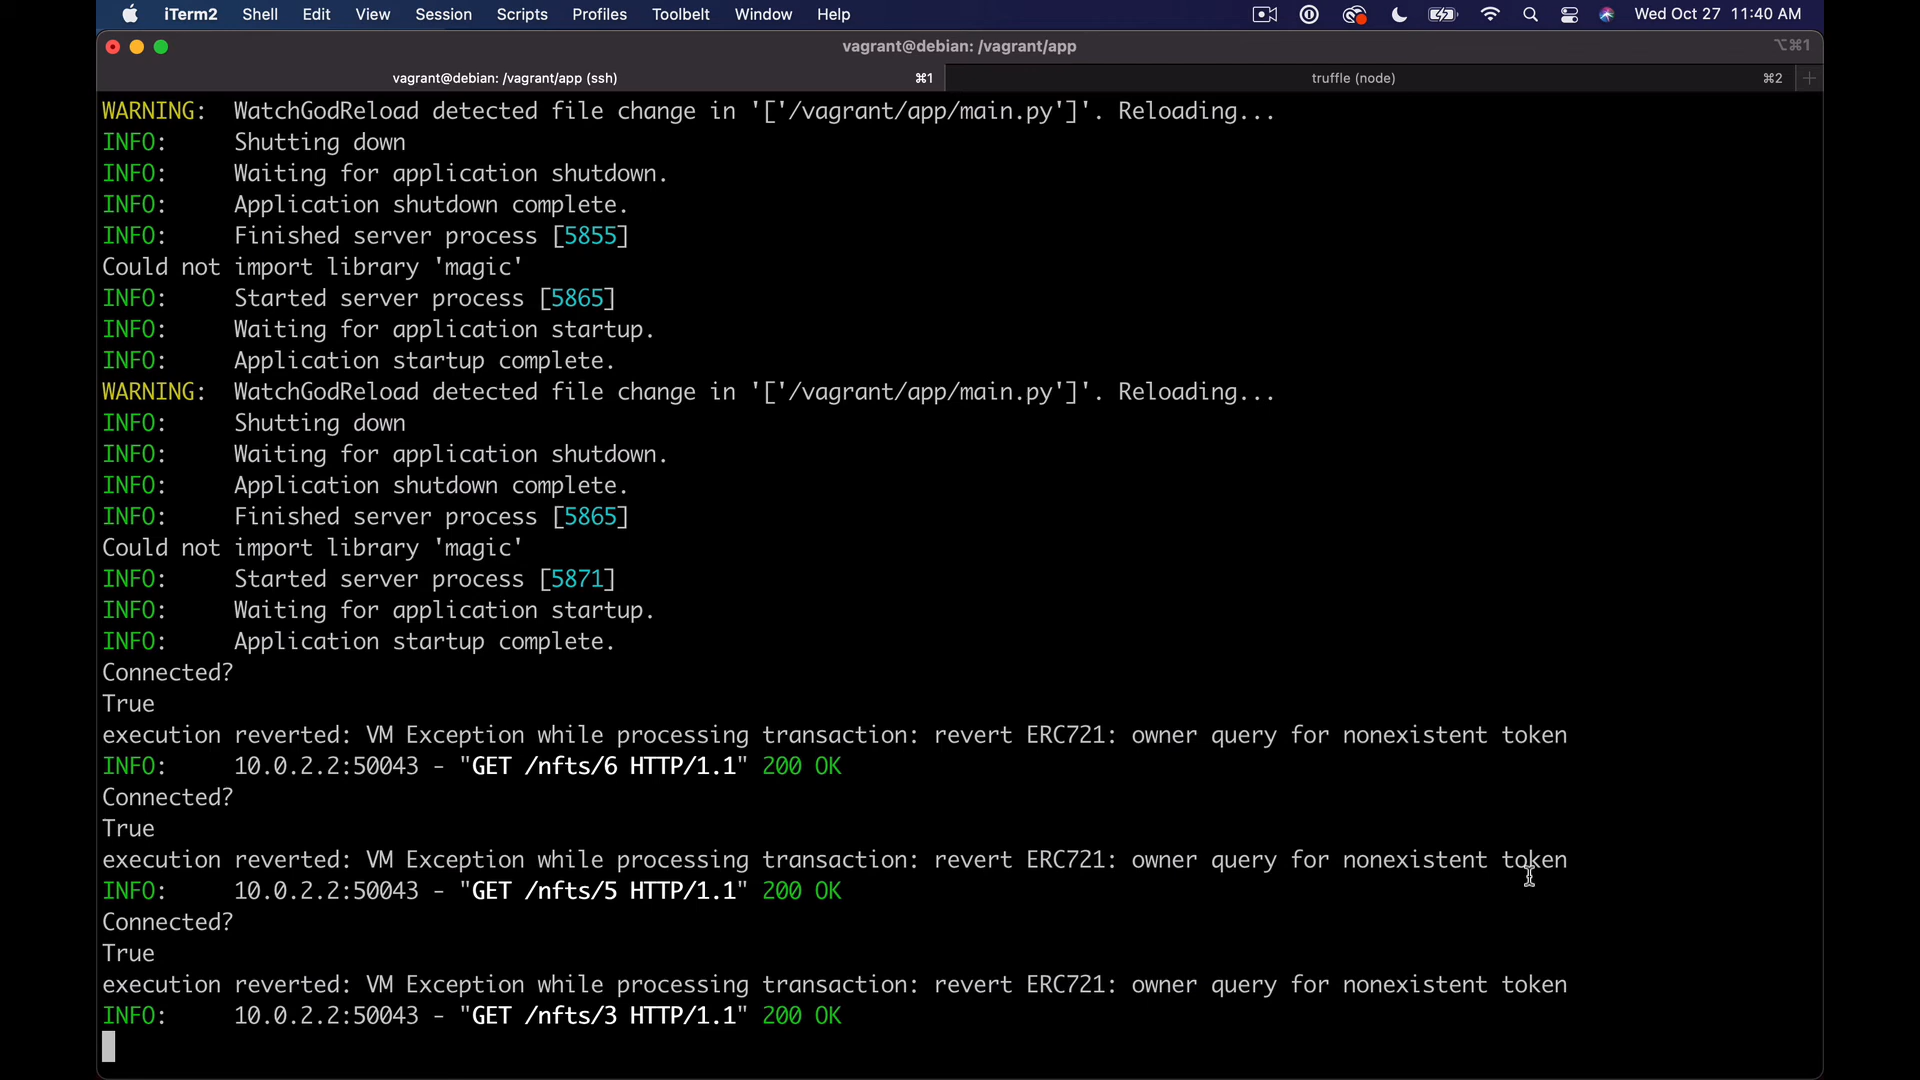 iTerm2 Shell Edit View Session Scripts Profiles Toolbelt Window Help Wed Oct 27 11:40 AM
vagrant@debian: /vagrant/app ⌥⌘1
vagrant@debian: /vagrant/app (ssh) ⌘1 truffle (node) ⌘2 +
WARNING:  WatchGodReload detected file change in '['/vagrant/app/main.py']'. Reloading...
INFO:     Shutting down
INFO:     Waiting for application shutdown.
INFO:     Application shutdown complete.
INFO:     Finished server process [5855]
Could not import library 'magic'
INFO:     Started server process [5865]
INFO:     Waiting for application startup.
INFO:     Application startup complete.
WARNING:  WatchGodReload detected file change in '['/vagrant/app/main.py']'. Reloading...
INFO:     Shutting down
INFO:     Waiting for application shutdown.
INFO:     Application shutdown complete.
INFO:     Finished server process [5865]
Could not import library 'magic'
INFO:     Started server process [5871]
INFO:     Waiting for application startup.
INFO:     Application startup complete.
Connected?
True
execution reverted: VM Exception while processing transaction: revert ERC721: owner query for nonexistent token
INFO:     10.0.2.2:50043 - "GET /nfts/6 HTTP/1.1" 200 OK
Connected?
True
execution reverted: VM Exception while processing transaction: revert ERC721: owner query for nonexistent token
INFO:     10.0.2.2:50043 - "GET /nfts/5 HTTP/1.1" 200 OK
Connected?
True
execution reverted: VM Exception while processing transaction: revert ERC721: owner query for nonexistent token
INFO:     10.0.2.2:50043 - "GET /nfts/3 HTTP/1.1" 200 OK